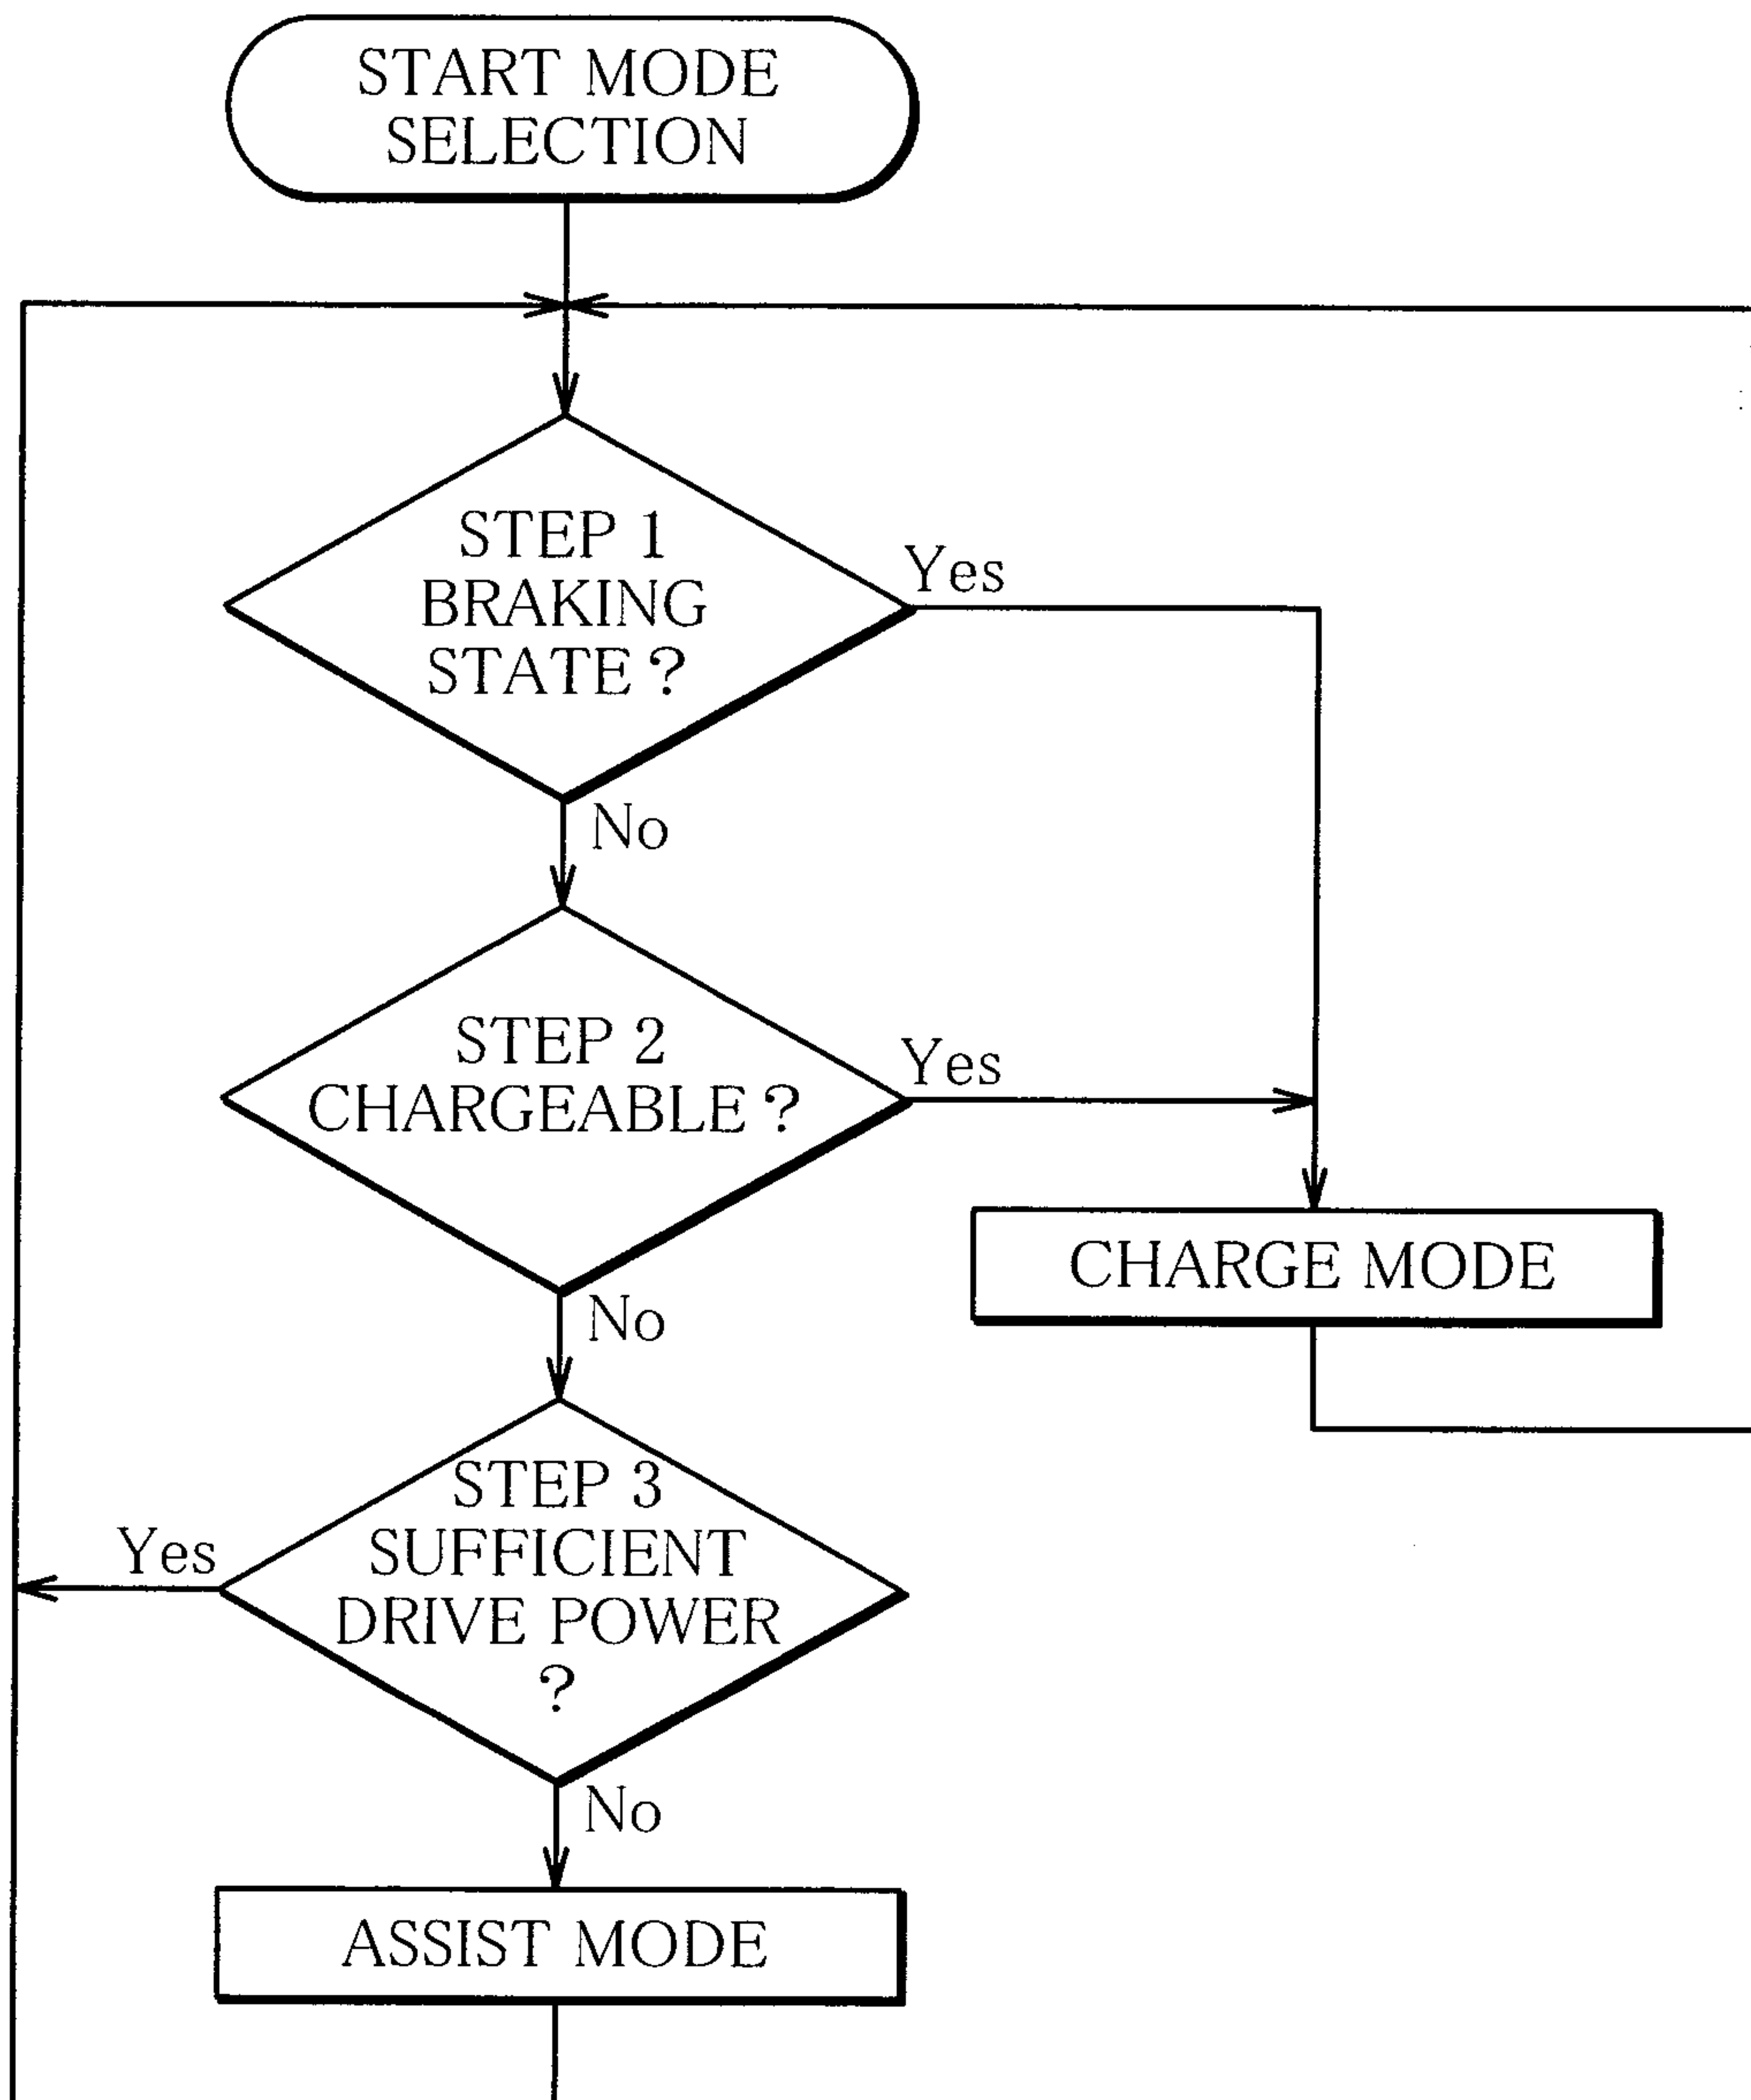 START MODE
SELECTION
STEP 1
BRAKING
STATE ?
Yes
No
STEP 2
CHARGEABLE ?
Yes
No
CHARGE MODE
STEP 3
SUFFICIENT
DRIVE POWER
?
Yes
No
ASSIST MODE